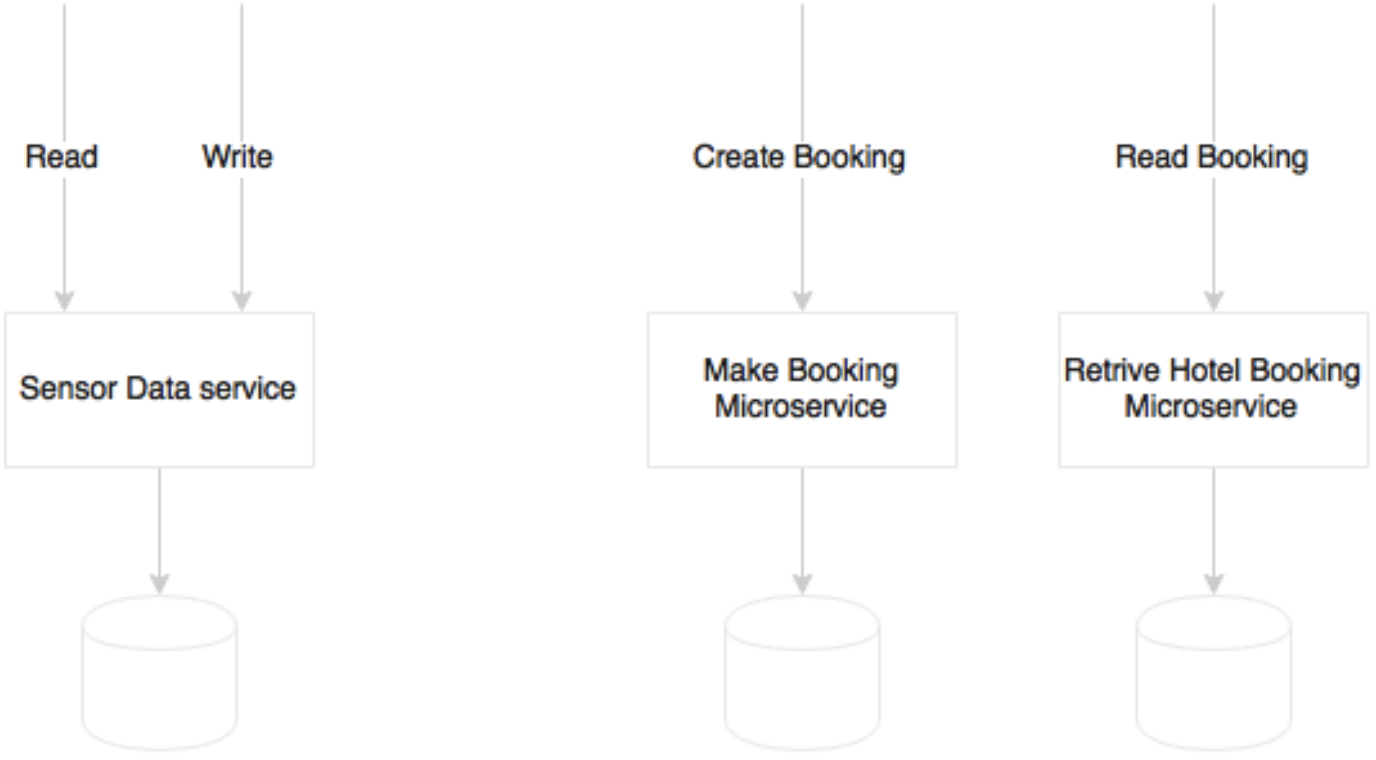 Read
Write
Create Booking
Read Booking
Sensor Data service
Make Booking
Microservice
Retrive Hotel Booking
Microservice